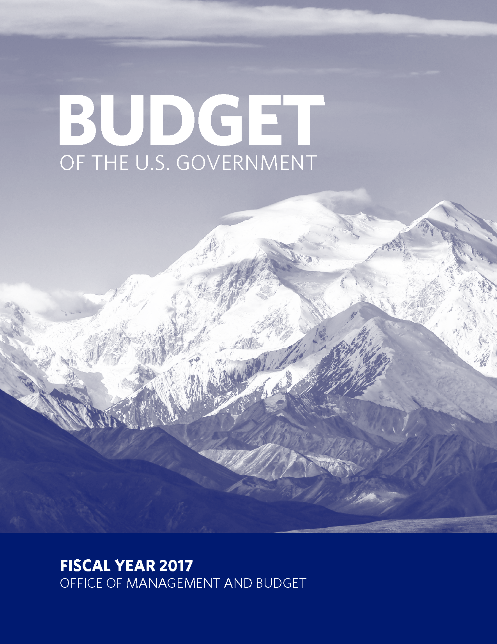 BUDGET
OF THE U.S. GOVERNMENT
FISCAL YEAR 2017
OFFICE OF MANAGEMENT AND BUDGET